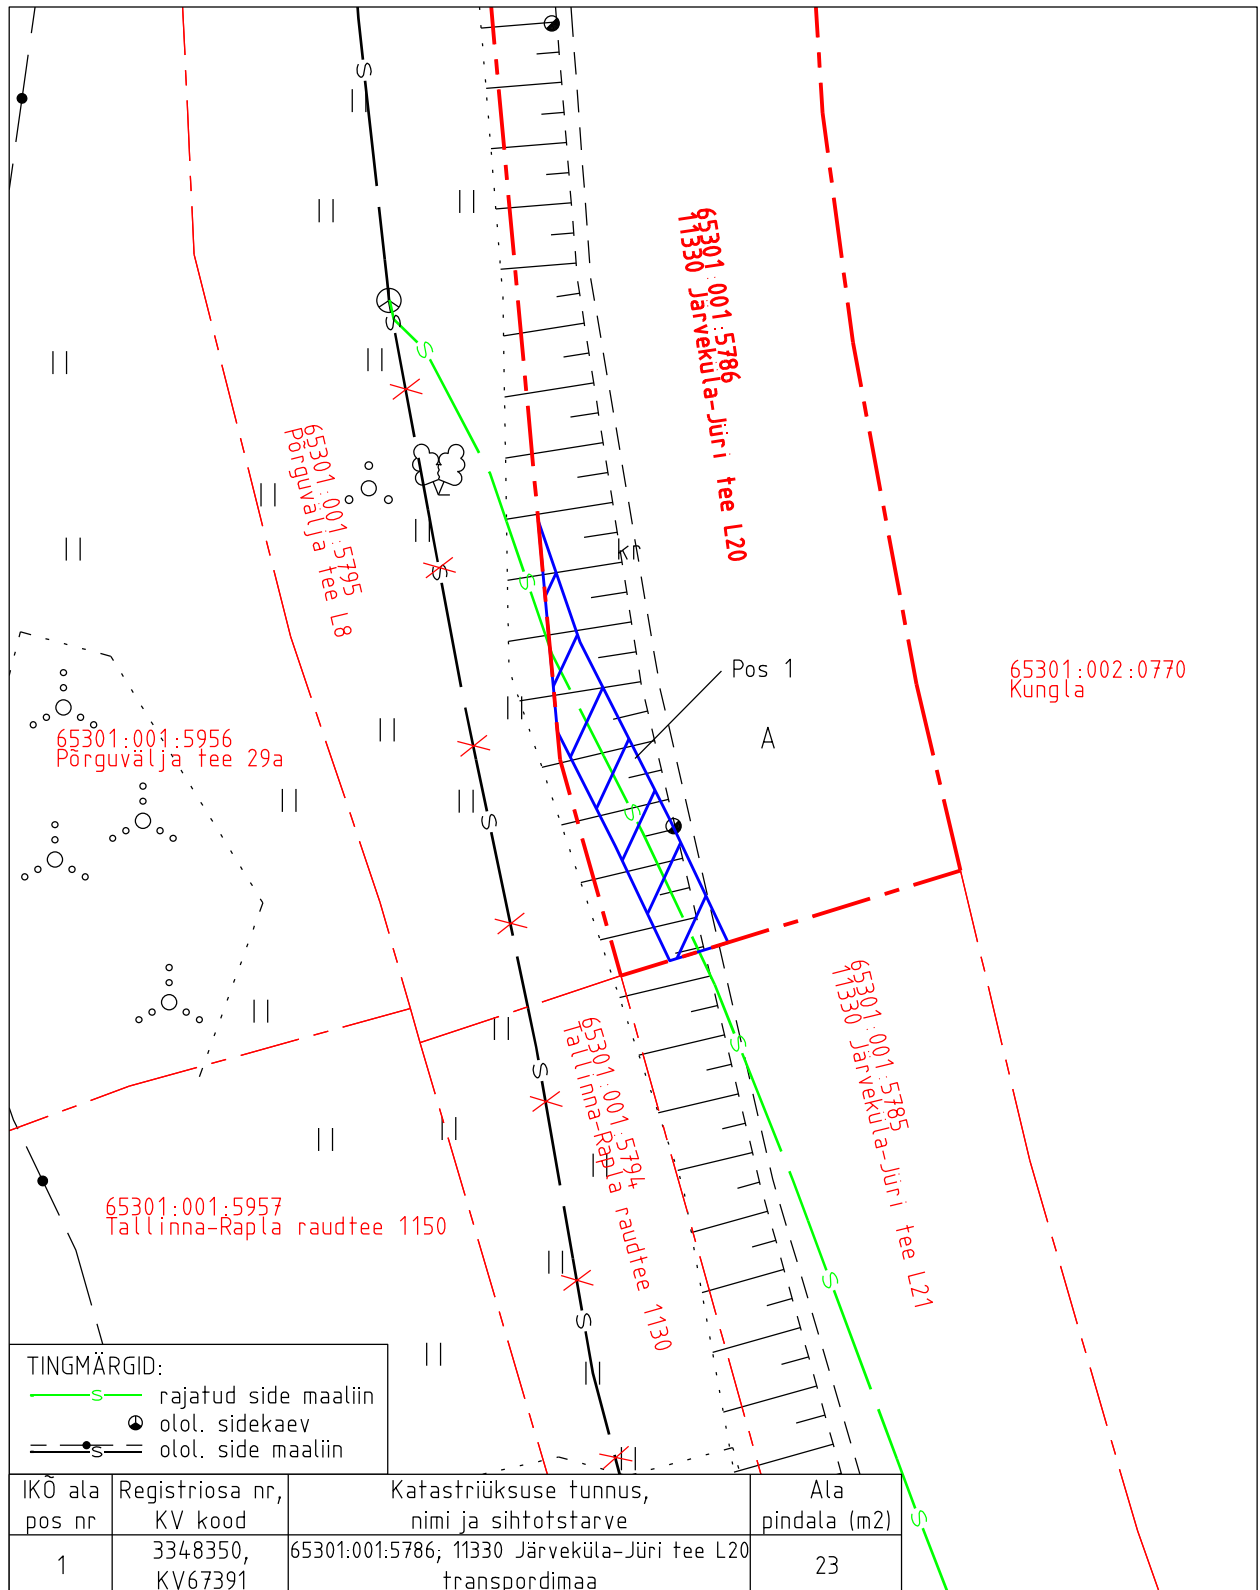 65301:001:5786
11330 Järveküla-Jüri tee L20
65301:001:5795
Põrguvälja tee L8
kr
Pos 1
A
65301:002:0770
Kungla
65301:001:5956
Põrguvälja tee 29a
65301:001:5785
11330 Järveküla-Jüri tee L21
65301:001:5794
Tallinna-Rapla raudtee 1130
65301:001:5957
Tallinna-Rapla raudtee 1150
S
S
S
S
S
S
S
S
S
S
S
S
TINGMÄRGID:
S rajatud side maaliin
olol. sidekaev
S olol. side maaliin
IKÕ ala pos nr
Registriosa nr, KV kood
Katastriüksuse tunnus, nimi ja sihtotstarve
Ala pindala (m2)
1
3348350, KV67391
65301:001:5786; 11330 Järveküla-Jüri tee L20 transpordimaa
23